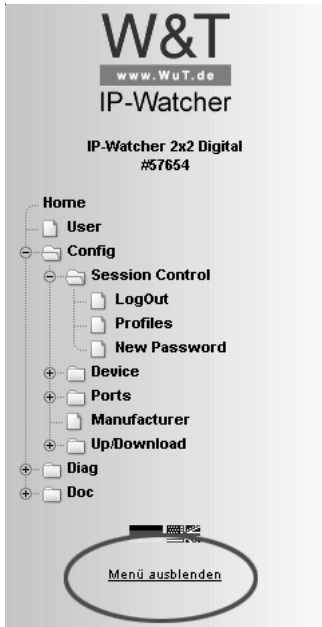 W&T
www.WuT.de
IP-Watcher
IP-Watcher 2x2 Digital
#57654
Home
User
Config
Session Control
LogOut
Profiles
New Password
Device
Ports
Manufacturer
Up/Download
Diag
Doc
Menü ausblenden